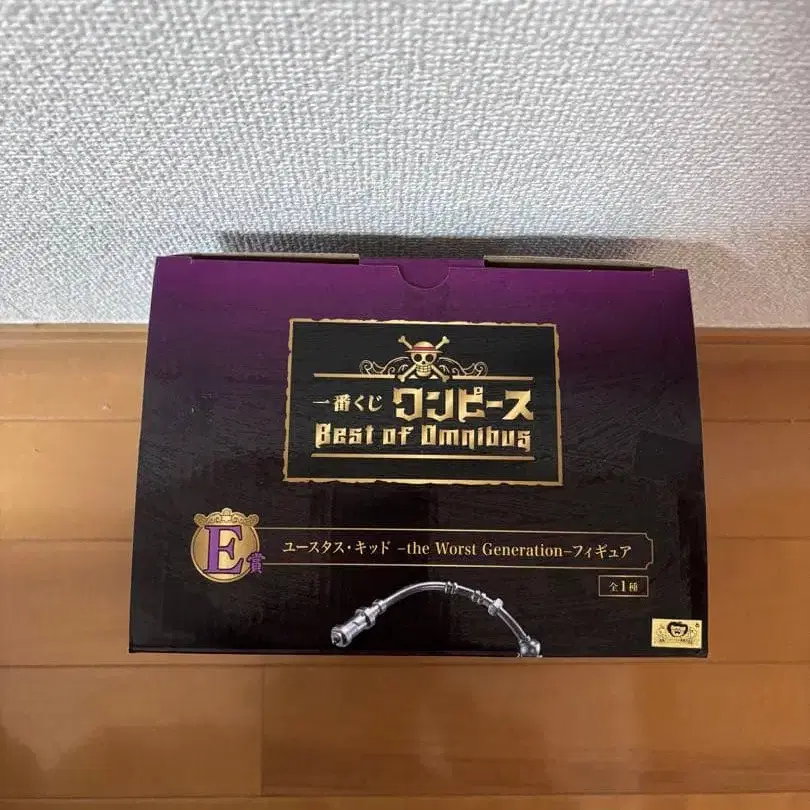 一番くじ ワンピース
Best of Omnibus
E賞
ユースタス・キッド –the Worst Generation–フィギュア
全1種